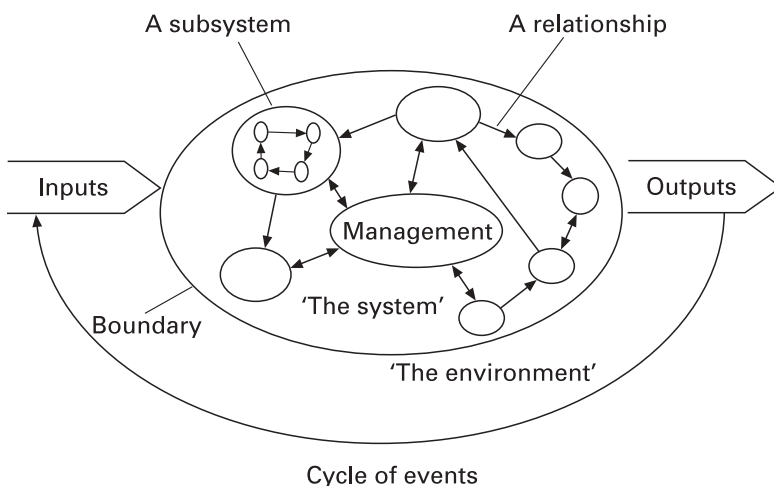 A subsystem
A relationship
Inputs
Outputs
Management
'The system'
Boundary
'The environment'
Cycle of events